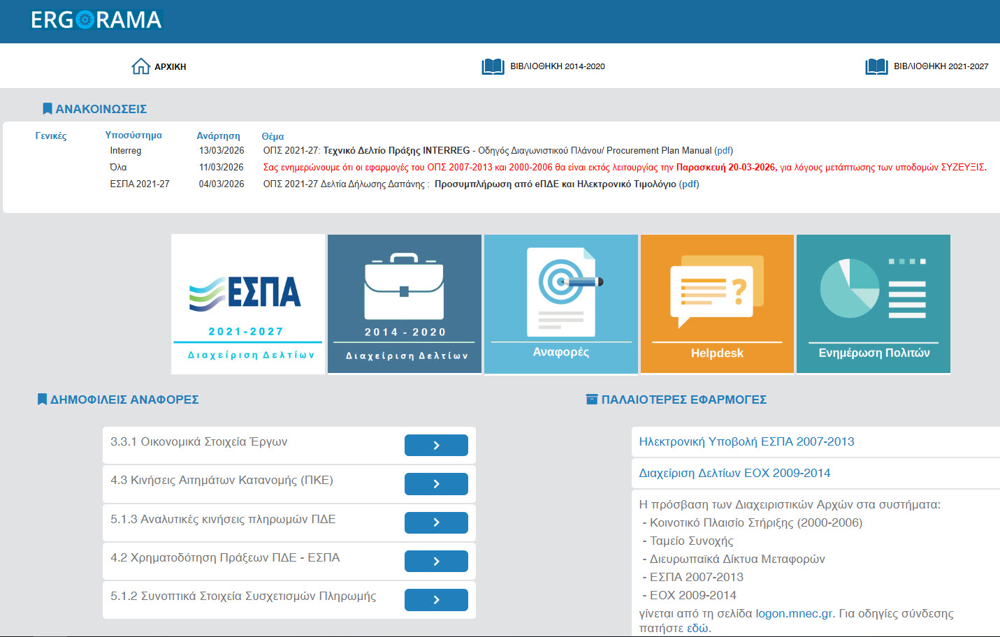 ERGORAMA
ΑΡΧΙΚΗ
ΒΙΒΛΙΟΘΗΚΗ 2014-2020
ΒΙΒΛΙΟΘΗΚΗ 2021-2027
ΑΝΑΚΟΙΝΩΣΕΙΣ
Γενικές Υποσύστημα Ανάρτηση Θέμα
Interreg 13/03/2026 ΟΠΣ 2021-27: Τεχνικό Δελτίο Πράξης INTERREG - Οδηγός Διαγωνιστικού Πλάνου/ Procurement Plan Manual (pdf)
Όλα 11/03/2026 Σας ενημερώνουμε ότι οι εφαρμογές του ΟΠΣ 2007-2013 και 2000-2006 θα είναι εκτός λειτουργίας την Παρασκευή 20-03-2026, για λόγους μετάπτωσης των υποδομών ΣΥΖΕΥΞΙΣ.
ΕΣΠΑ 2021-27 04/03/2026 ΟΠΣ 2021-27 Δελτία Δήλωσης Δαπάνης : Προσυμπλήρωση από eΠΔΕ και Ηλεκτρονικό Τιμολόγιο (pdf)
ΕΣΠΑ
2021-2027
Διαχείριση Δελτίων
2014 - 2020
Διαχείριση Δελτίων
Αναφορές
?
Helpdesk
Ενημέρωση Πολιτών
ΔΗΜΟΦΙΛΕΙΣ ΑΝΑΦΟΡΕΣ
3.3.1 Οικονομικά Στοιχεία Έργων
4.3 Κινήσεις Αιτημάτων Κατανομής (ΠΚΕ)
5.1.3 Αναλυτικές κινήσεις πληρωμών ΠΔΕ
4.2 Χρηματοδότηση Πράξεων ΠΔΕ - ΕΣΠΑ
5.1.2 Συνοπτικά Στοιχεία Συσχετισμών Πληρωμής
ΠΑΛΑΙΟΤΕΡΕΣ ΕΦΑΡΜΟΓΕΣ
Ηλεκτρονική Υποβολή ΕΣΠΑ 2007-2013
Διαχείριση Δελτίων ΕΟΧ 2009-2014
Η πρόσβαση των Διαχειριστικών Αρχών στα συστήματα:
- Κοινοτικό Πλαίσιο Στήριξης (2000-2006)
- Ταμείο Συνοχής
- Διευρωπαϊκά Δίκτυα Μεταφορών
- ΕΣΠΑ 2007-2013
- ΕΟΧ 2009-2014
γίνεται από τη σελίδα logon.mnec.gr. Για οδηγίες σύνδεσης
πατήστε εδώ.